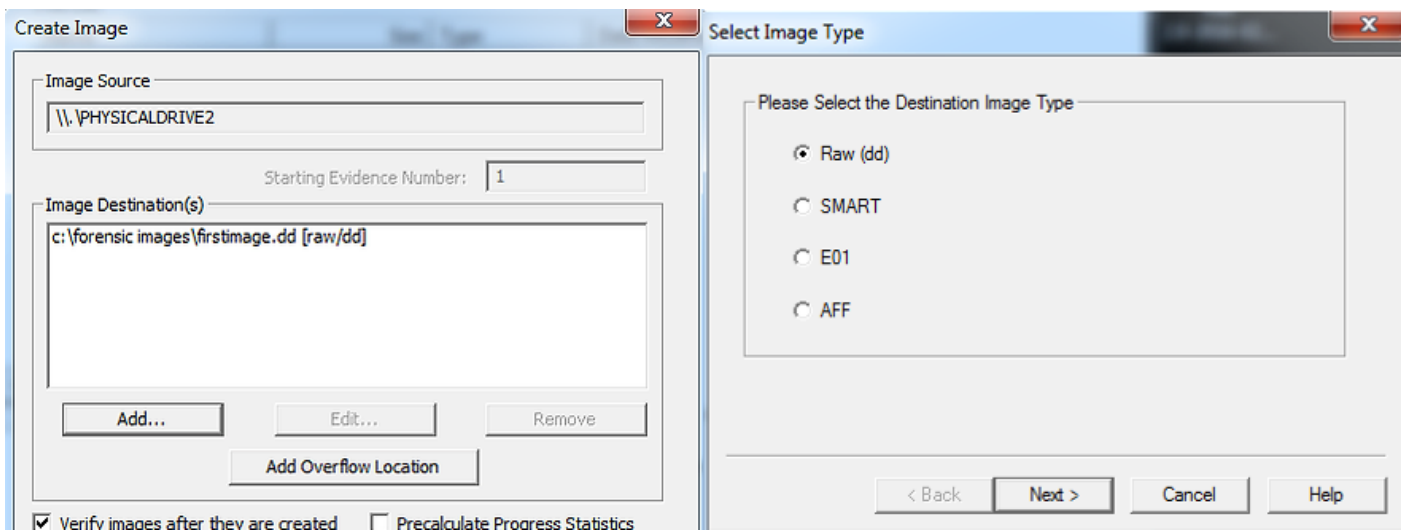 Create Image
Image Source
\\.\PHYSICALDRIVE2
Starting Evidence Number: 1
Image Destination(s)
c:\forensic images\firstimage.dd [raw/dd]
Add... Edit... Remove
Add Overflow Location
Verify images after they are created Precalculate Progress Statistics
Select Image Type
Please Select the Destination Image Type
Raw (dd)
SMART
E01
AFF
< Back Next > Cancel Help